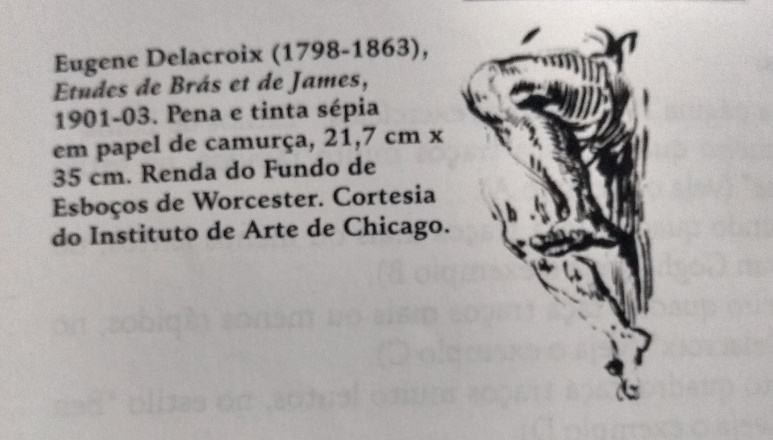 Eugene Delacroix (1798-1863),
Etudes de Brás et de James,
1901-03. Pena e tinta sépia
em papel de camurça, 21,7 cm x
35 cm. Renda do Fundo de
Esboços de Worcester. Cortesia
do Instituto de Arte de Chicago.